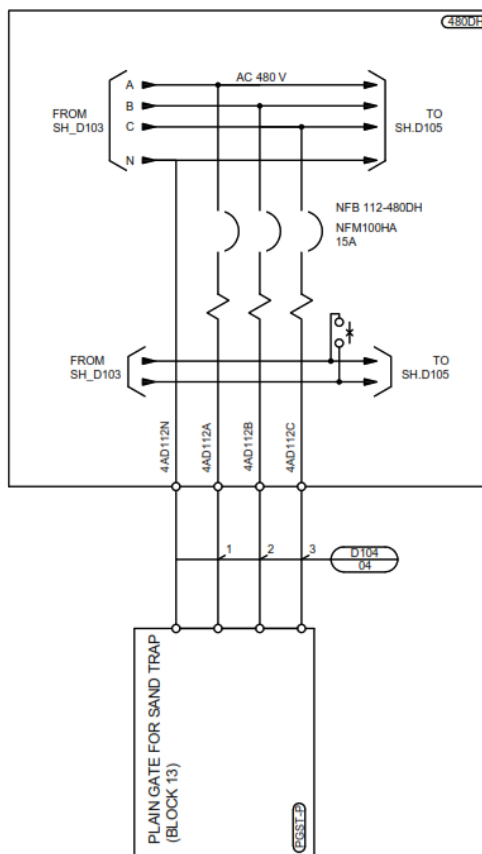 480DH
A
AC 480 V
B
FROM
SH_D103
C
TO
SH.D105
N
NFB 112-480DH
NFM100HA
15A
FROM
SH_D103
TO
SH.D105
4AD112N
4AD112A
4AD112B
4AD112C
1
2
3
D104
04
PLAIN GATE FOR SAND TRAP
(BLOCK 13)
PGST-P